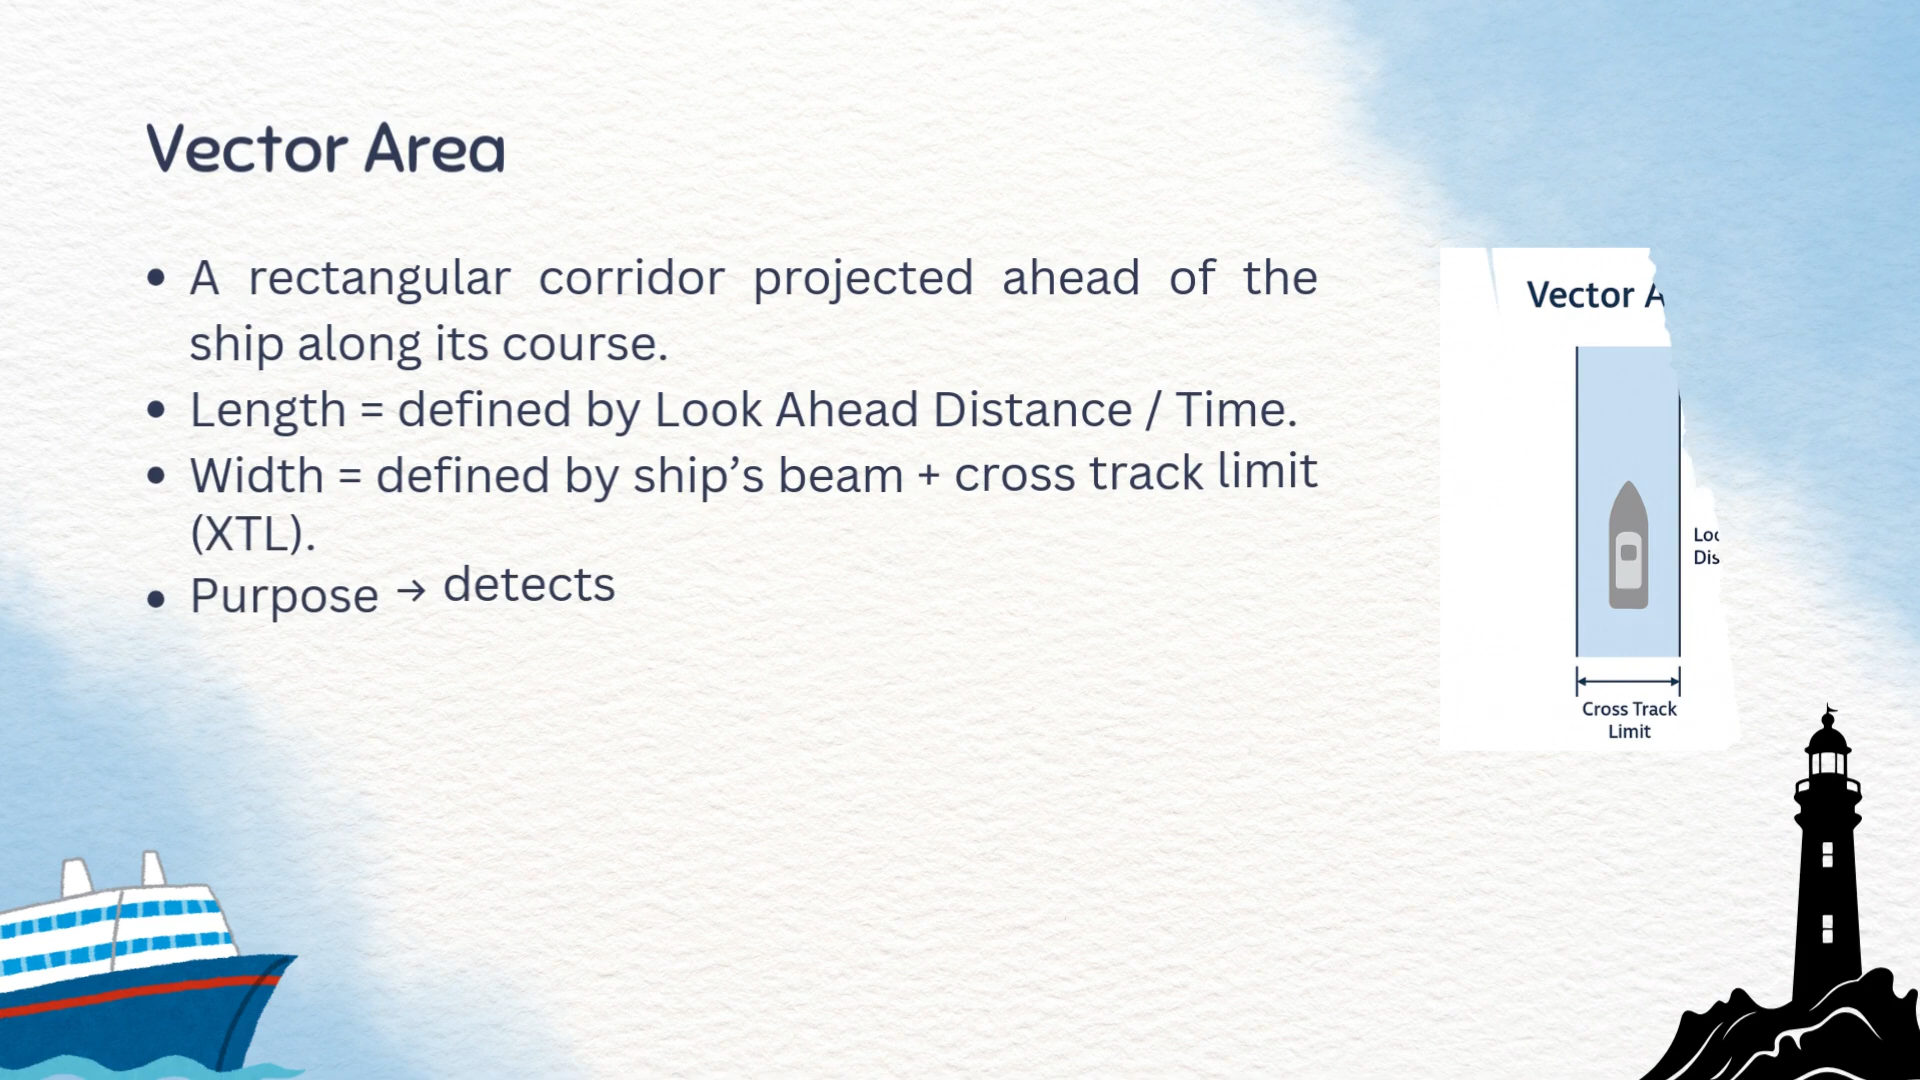 Vector Area
• A rectangular corridor projected ahead of the
ship along its course.
• Length = defined by Look Ahead Distance / Time.
• Width = defined by ship’s beam + cross track limit
(XTL).
• Purpose → detects
Vector
Cross Track
Limit